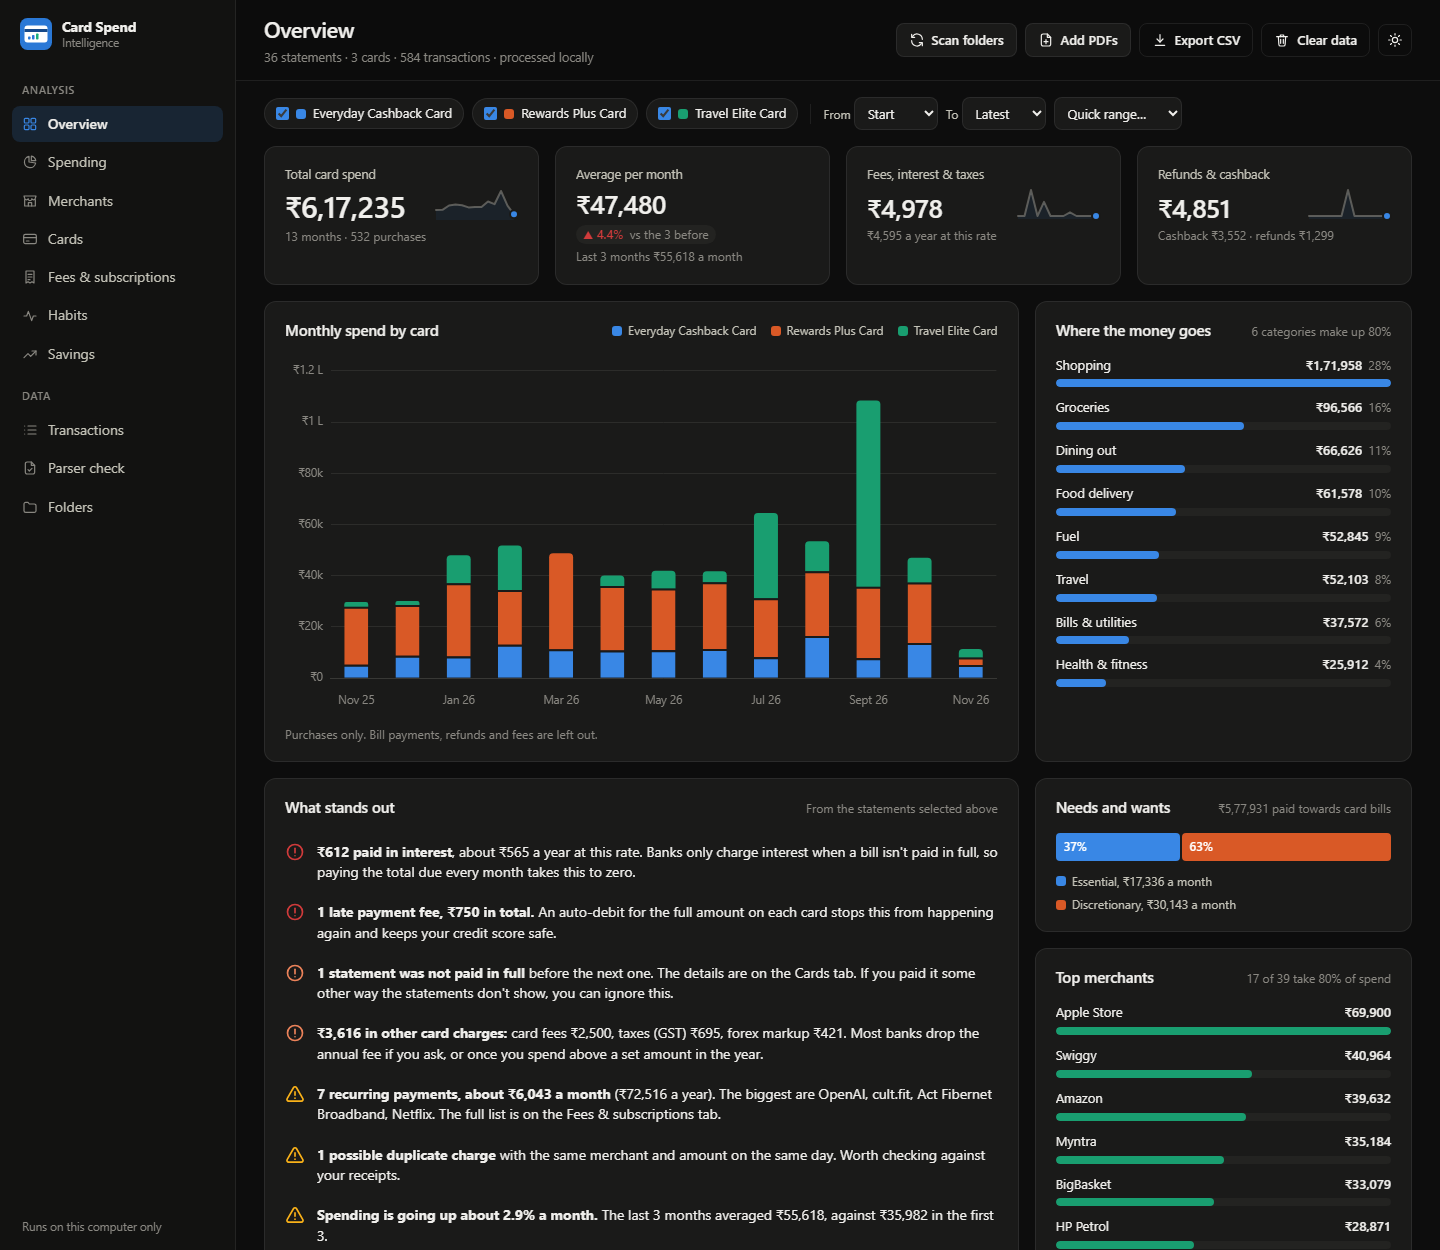 Card Spend
Intelligence
ANALYSIS
Overview
Spending
Merchants
Cards
Fees & subscriptions
Habits
Savings
DATA
Transactions
Parser check
Folders
Runs on this computer only
Overview
36 statements · 3 cards · 584 transactions · processed locally
Scan folders
Add PDFs
Export CSV
Clear data
Everyday Cashback Card
Rewards Plus Card
Travel Elite Card
From Start
To Latest
Quick range...
Total card spend
₹6,17,235
13 months · 532 purchases
Average per month
₹47,480
▲ 4.4% vs the 3 before
Last 3 months ₹55,618 a month
Fees, interest & taxes
₹4,978
₹4,595 a year at this rate
Refunds & cashback
₹4,851
Cashback ₹3,552 · refunds ₹1,299
Monthly spend by card
Everyday Cashback Card
Rewards Plus Card
Travel Elite Card
₹1.2 L
₹1 L
₹80k
₹60k
₹40k
₹20k
₹0
Nov 25
Jan 26
Mar 26
May 26
Jul 26
Sept 26
Nov 26
Purchases only. Bill payments, refunds and fees are left out.
Where the money goes
6 categories make up 80%
Shopping ₹1,71,958 28%
Groceries ₹96,566 16%
Dining out ₹66,626 11%
Food delivery ₹61,578 10%
Fuel ₹52,845 9%
Travel ₹52,103 8%
Bills & utilities ₹37,572 6%
Health & fitness ₹25,912 4%
What stands out
From the statements selected above
₹612 paid in interest, about ₹565 a year at this rate. Banks only charge interest when a bill isn't paid in full, so
paying the total due every month takes this to zero.
1 late payment fee, ₹750 in total. An auto-debit for the full amount on each card stops this from happening
again and keeps your credit score safe.
1 statement was not paid in full before the next one. The details are on the Cards tab. If you paid it some
other way the statements don't show, you can ignore this.
₹3,616 in other card charges: card fees ₹2,500, taxes (GST) ₹695, forex markup ₹421. Most banks drop the
annual fee if you ask, or once you spend above a set amount in the year.
7 recurring payments, about ₹6,043 a month (₹72,516 a year). The biggest are OpenAI, cult.fit, Act Fibernet
Broadband, Netflix. The full list is on the Fees & subscriptions tab.
1 possible duplicate charge with the same merchant and amount on the same day. Worth checking against
your receipts.
Spending is going up about 2.9% a month. The last 3 months averaged ₹55,618, against ₹35,982 in the first
3.
Needs and wants
₹5,77,931 paid towards card bills
37%
63%
Essential, ₹17,336 a month
Discretionary, ₹30,143 a month
Top merchants
17 of 39 take 80% of spend
Apple Store ₹69,900
Swiggy ₹40,964
Amazon ₹39,632
Myntra ₹35,184
BigBasket ₹33,079
HP Petrol ₹28,871